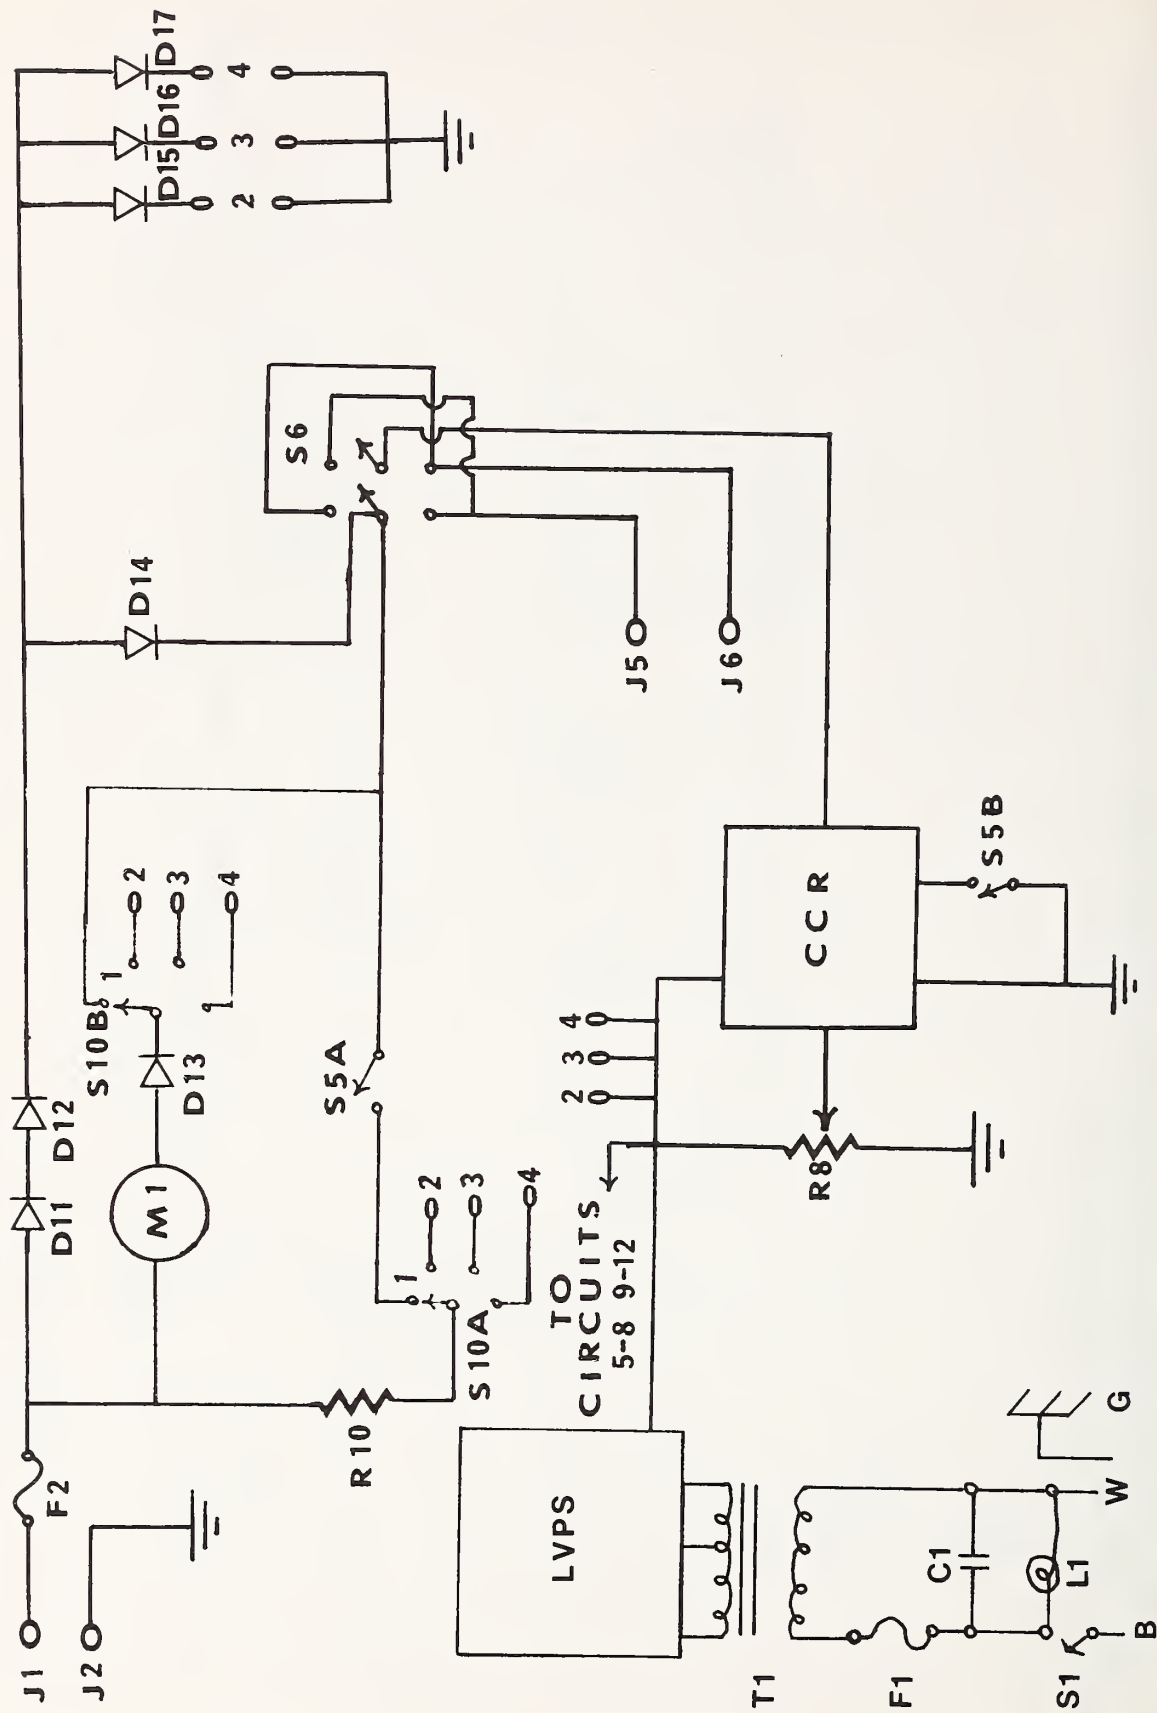 J1
F2
D11
D12
J2
M1
D13
S10B
1
2
3
4
D14
D15
D16
D17
2
3
4
R10
S10A
1
2
3
4
S5A
S6
J5
J6
LVPS
TO
CIRCUITS
5-8 9-12
2
3
4
R8
CCR
S5B
T1
F1
C1
L1
S1
B
W
G